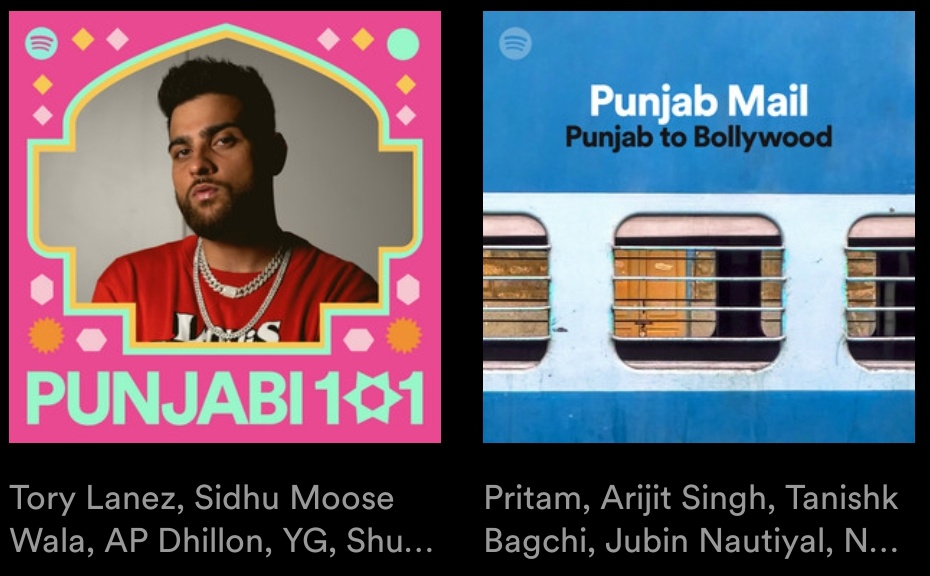 PUNJABI 101
Tory Lanez, Sidhu Moose
Wala, AP Dhillon, YG, Shu...
Punjab Mail
Punjab to Bollywood
Pritam, Arijit Singh, Tanishk
Bagchi, Jubin Nautiyal, N...